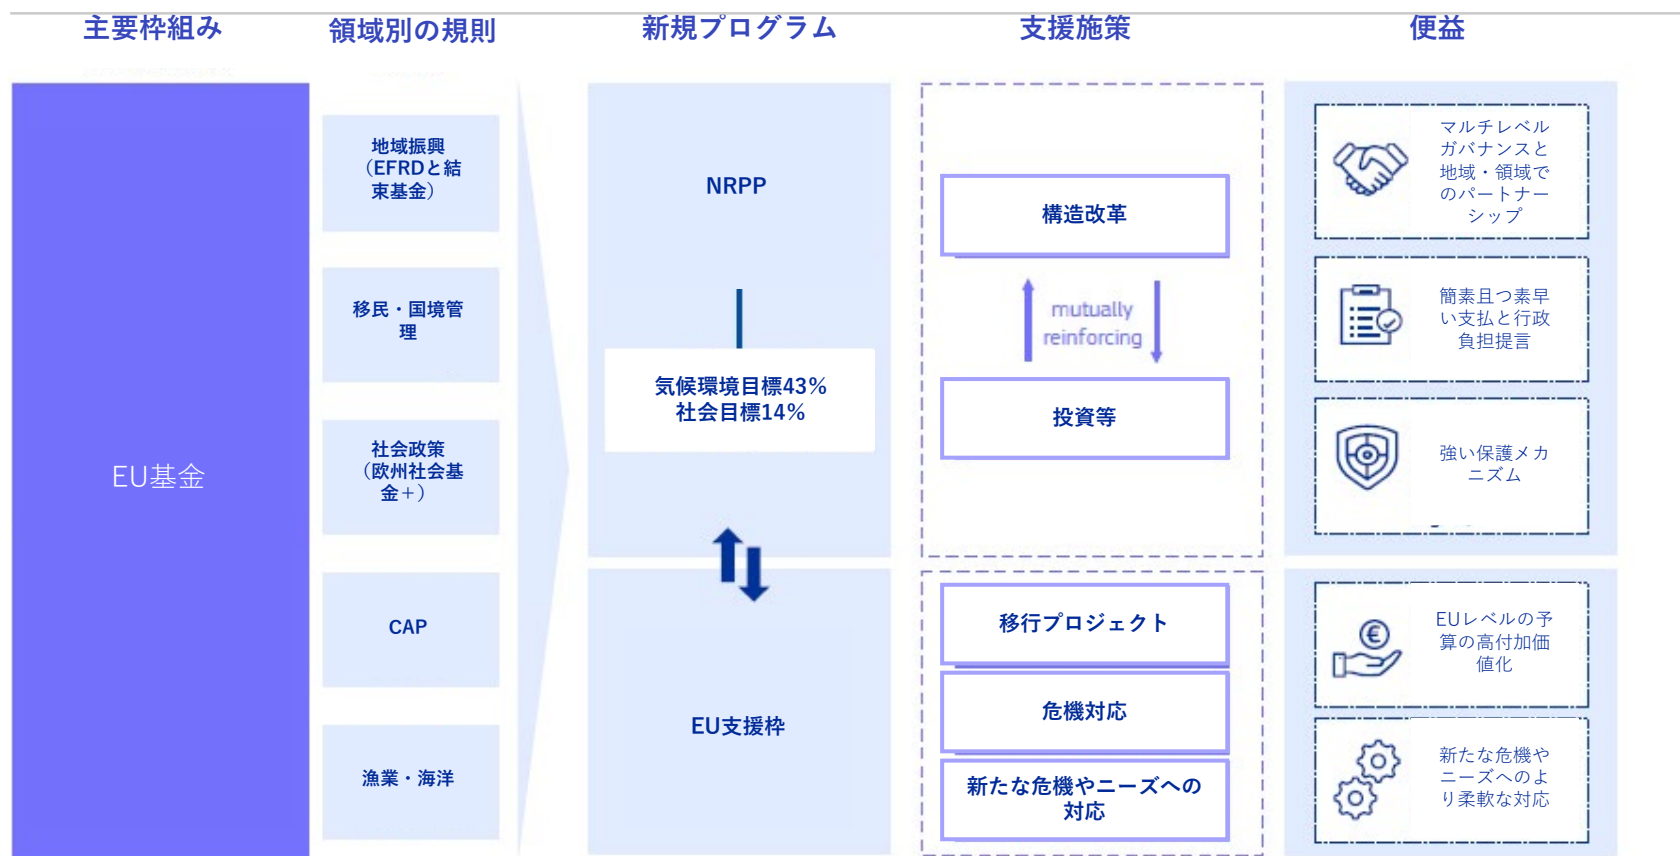 主要枠組み
領域別の規則
新規プログラム
支援施策
便益
EU基金
地域振興
（EFRDと結
束基金）
移民・国境管
理
社会政策
（欧州社会基
金＋）
CAP
漁業・海洋
NRPP
気候環境目標43%
社会目標14%
EU支援枠
構造改革
mutually
reinforcing
投資等
移行プロジェクト
危機対応
新たな危機やニーズへの
対応
マルチレベル
ガバナンスと
地域・領域で
のパートナー
シップ
簡素且つ素早
い支払と行政
負担提言
強い保護メカ
ニズム
EUレベルの予
算の高付加価
値化
新たな危機や
ニーズへのよ
り柔軟な対応